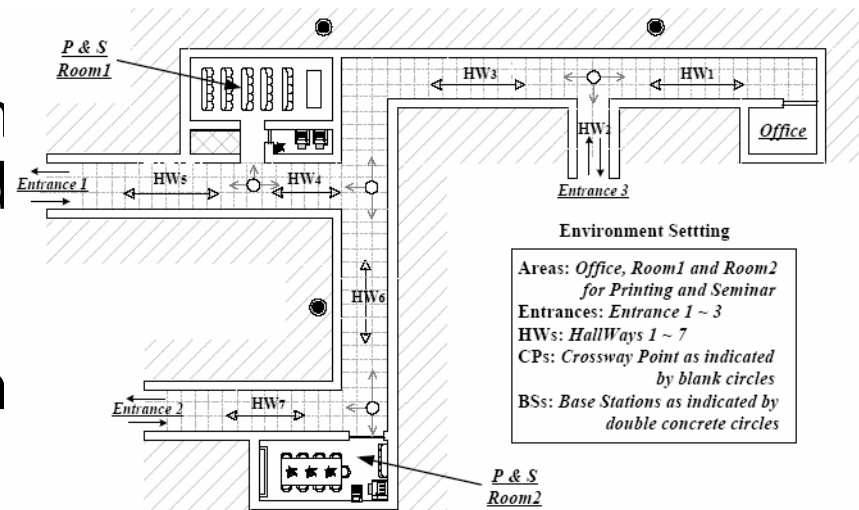 P & S
Room1
HW3
HW1
HW2
Office
Entrance 1
HW5
HW4
Entrance 3
Environment Settting
Areas: Office, Room1 and Room2
for Printing and Seminar
Entrances: Entrance 1 ~ 3
HWs: HallWays 1 ~ 7
CPs: Crossway Point as indicated
by blank circles
BSs: Base Stations as indicated by
double concrete circles
HW6
Entrance 2
HW7
P & S
Room2